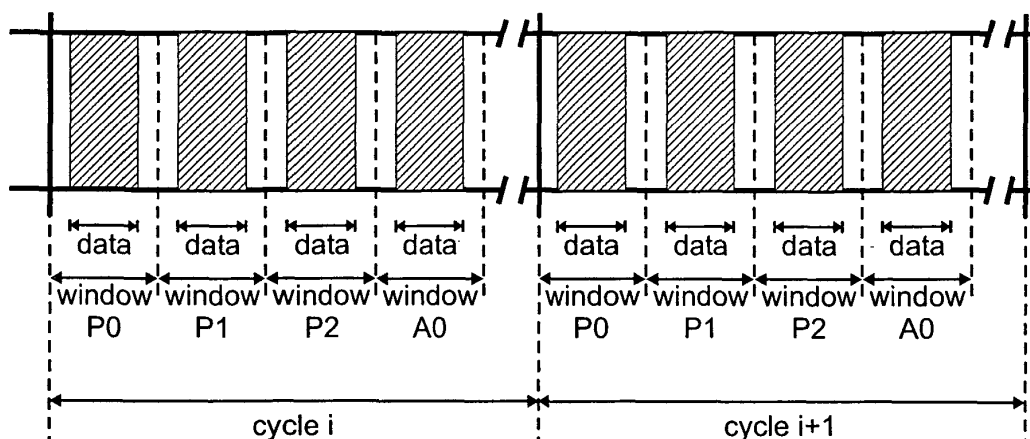 data data data data data data data data
window window window window window window window window
P0 P1 P2 A0 P0 P1 P2 A0
cycle i cycle i+1